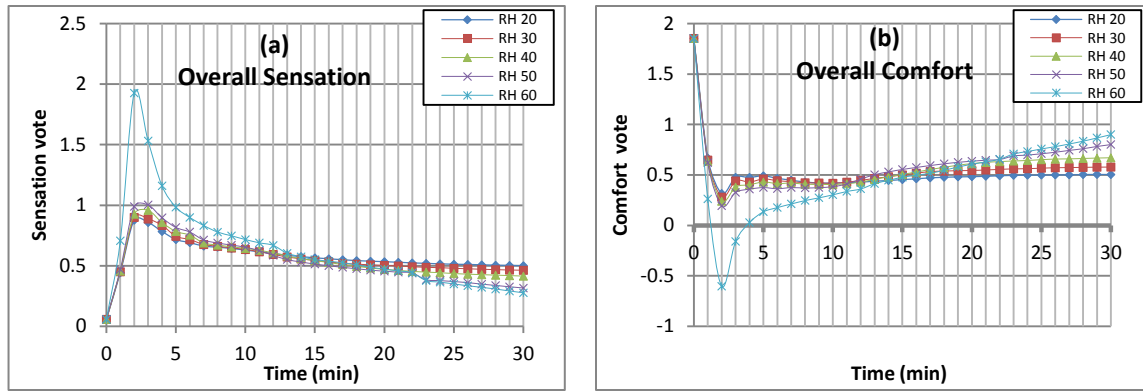 (a)
Overall Sensation
RH 20
RH 30
RH 40
RH 50
RH 60
Sensation vote
2.5
2
1.5
1
0.5
0
0 5 10 15 20 25 30
Time (min)
(b)
Overall Comfort
RH 20
RH 30
RH 40
RH 50
RH 60
Comfort vote
2
1.5
1
0.5
0
-0.5
-1
0 5 10 15 20 25 30
Time (min)